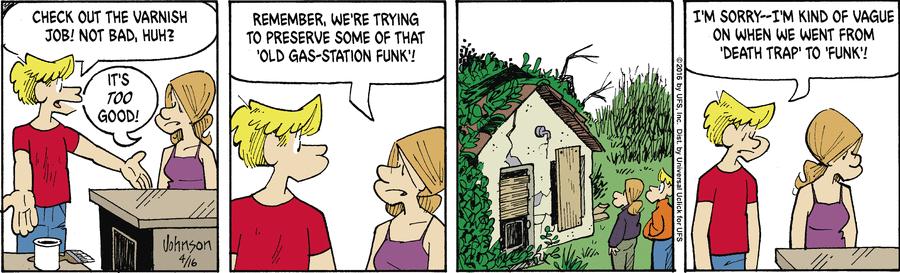 CHECK OUT THE VARNISH
JOB! NOT BAD, HUH?
IT'S
TOO
GOOD!
Johnson
4/16
REMEMBER, WE'RE TRYING
TO PRESERVE SOME OF THAT
'OLD GAS-STATION FUNK'!
©2016 by UFS, Inc. Dist. by Universal Uclick for UFS
I'M SORRY--I'M KIND OF VAGUE
ON WHEN WE WENT FROM
'DEATH TRAP' TO 'FUNK'!